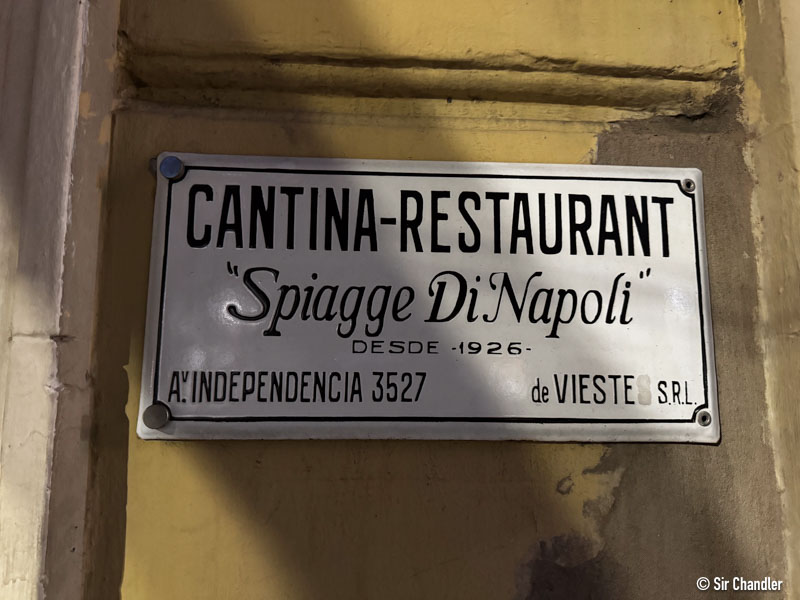 CANTINA-RESTAURANT
"Spiagge Di Napoli"
DESDE -1926-
Av. INDEPENDENCIA 3527
de VIESTES S.R.L.
© Sir Chandler